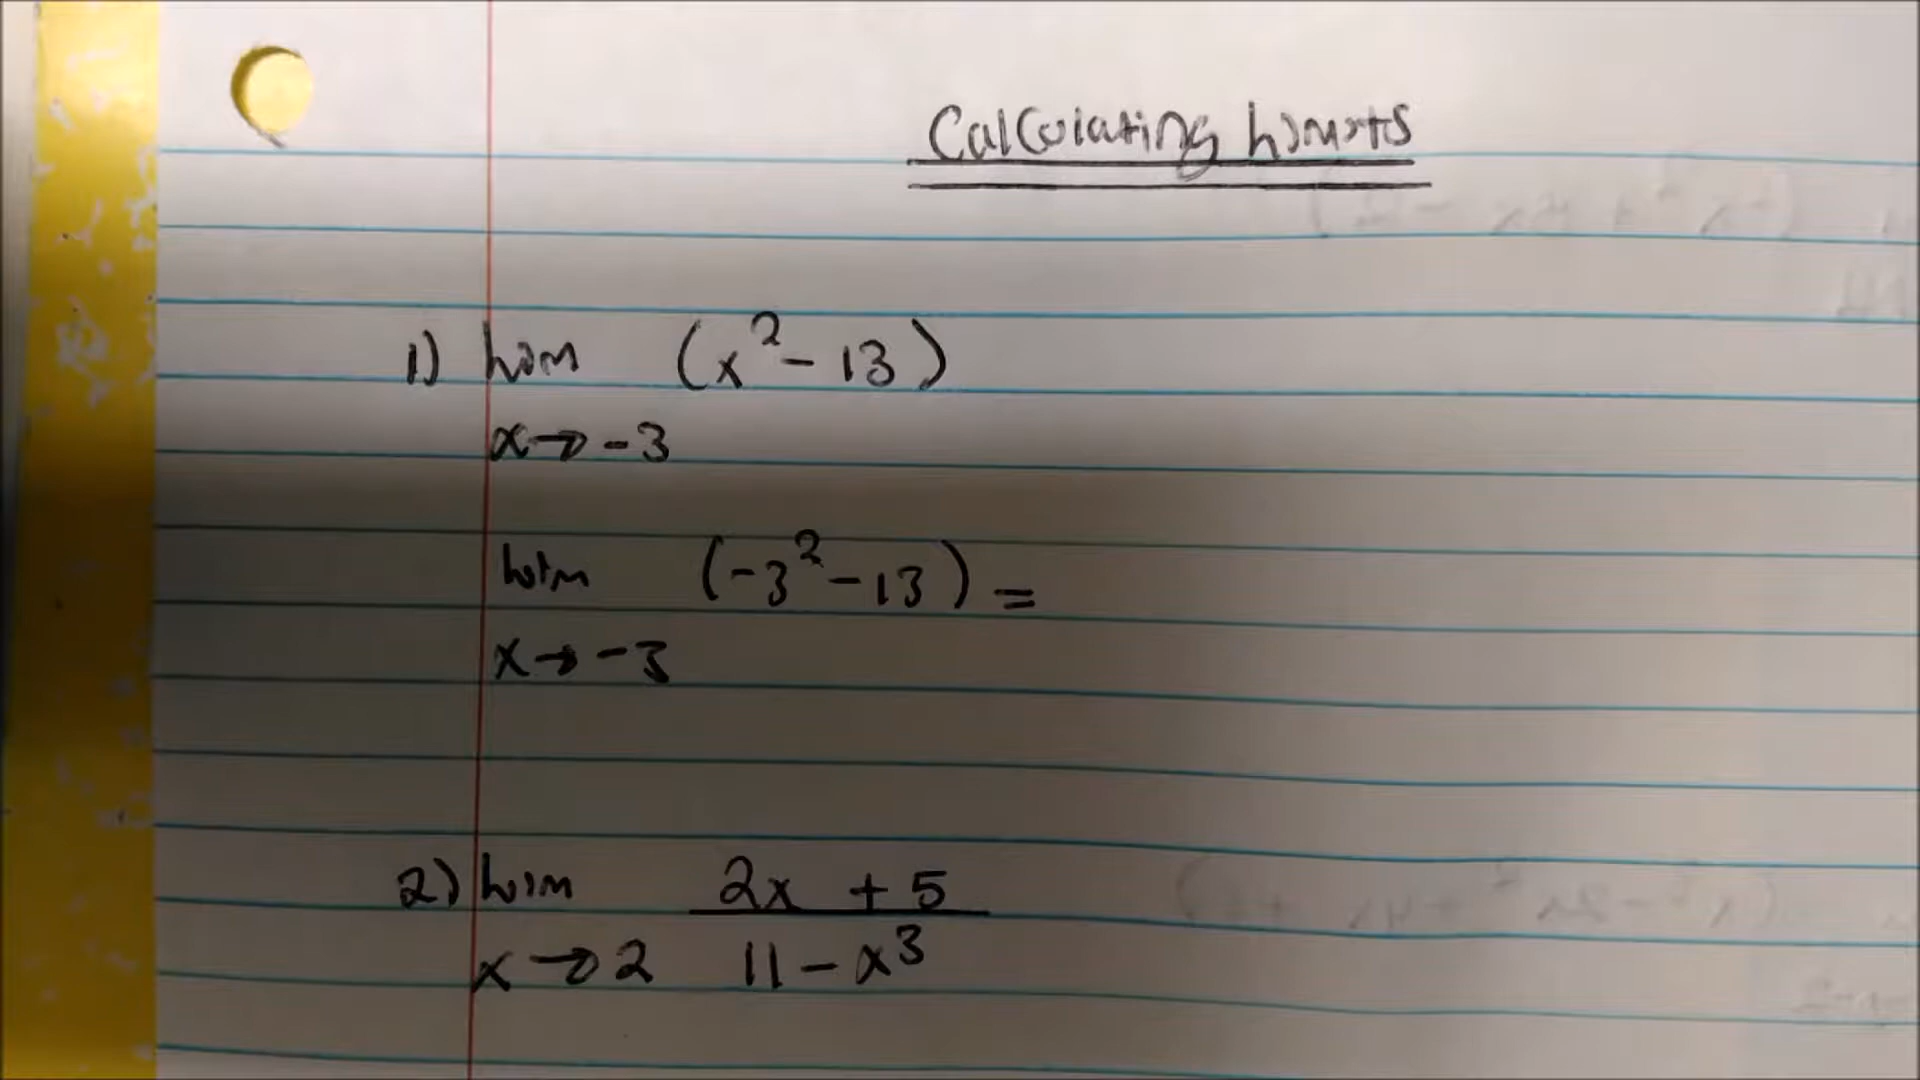 Calculating Limits
1) lim (x² - 13)
x → -3
lim (-3² - 13) =
x → -3
2) lim 2x + 5
x → 2 11 - x³